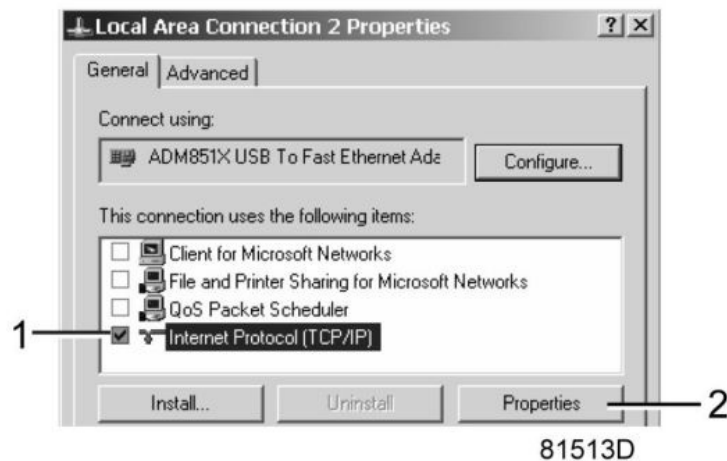 Local Area Connection 2 Properties
General Advanced
Connect using:
ADM851X USB To Fast Ethernet Ada
Configure...
This connection uses the following items:
Client for Microsoft Networks
File and Printer Sharing for Microsoft Networks
QoS Packet Scheduler
1 Internet Protocol (TCP/IP)
Install... Uninstall Properties 2
81513D